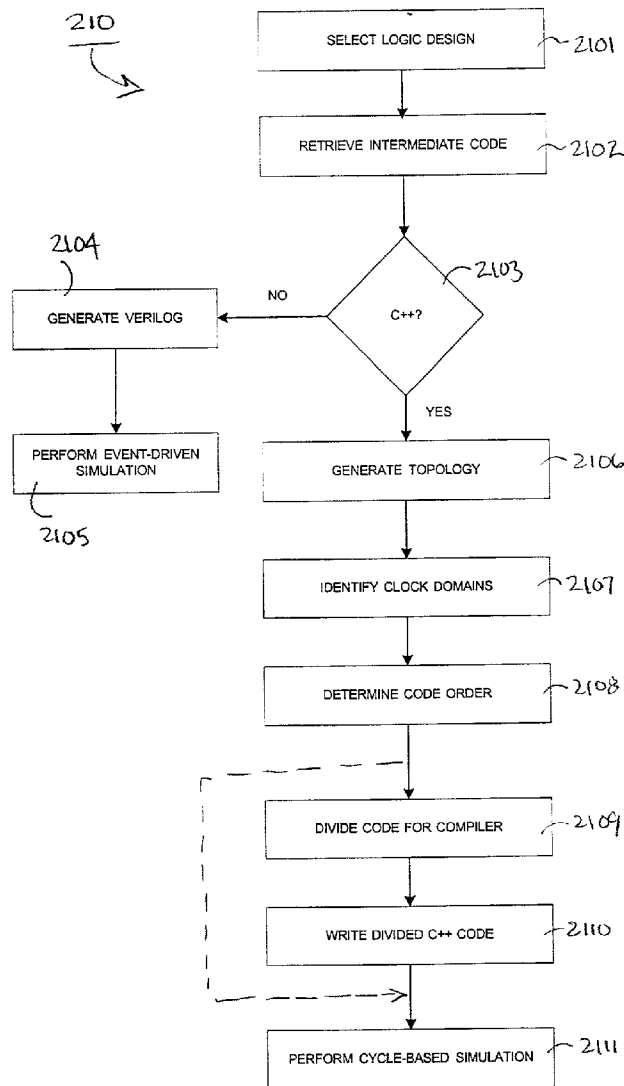 210
SELECT LOGIC DESIGN
2101
RETRIEVE INTERMEDIATE CODE
2102
C++?
2103
NO
2104
GENERATE VERILOG
PERFORM EVENT-DRIVEN
SIMULATION
2105
YES
GENERATE TOPOLOGY
2106
IDENTIFY CLOCK DOMAINS
2107
DETERMINE CODE ORDER
2108
DIVIDE CODE FOR COMPILER
2109
WRITE DIVIDED C++ CODE
2110
PERFORM CYCLE-BASED SIMULATION
2111